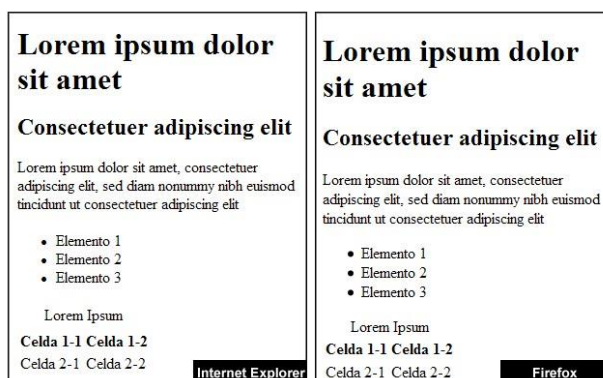 Lorem ipsum dolor
sit amet
Consectetuer adipiscing elit
Lorem ipsum dolor sit amet, consectetuer
adipiscing elit, sed diam nonummy nibh euismod
tincidunt ut consectetuer adipiscing elit
• Elemento 1
• Elemento 2
• Elemento 3
Lorem Ipsum
Celda 1-1 Celda 1-2
Celda 2-1 Celda 2-2
Internet Explorer
Lorem ipsum dolor
sit amet
Consectetuer adipiscing elit
Lorem ipsum dolor sit amet, consectetuer
adipiscing elit, sed diam nonummy nibh euismod
tincidunt ut consectetuer adipiscing elit
• Elemento 1
• Elemento 2
• Elemento 3
Lorem Ipsum
Celda 1-1 Celda 1-2
Celda 2-1 Celda 2-2
Firefox